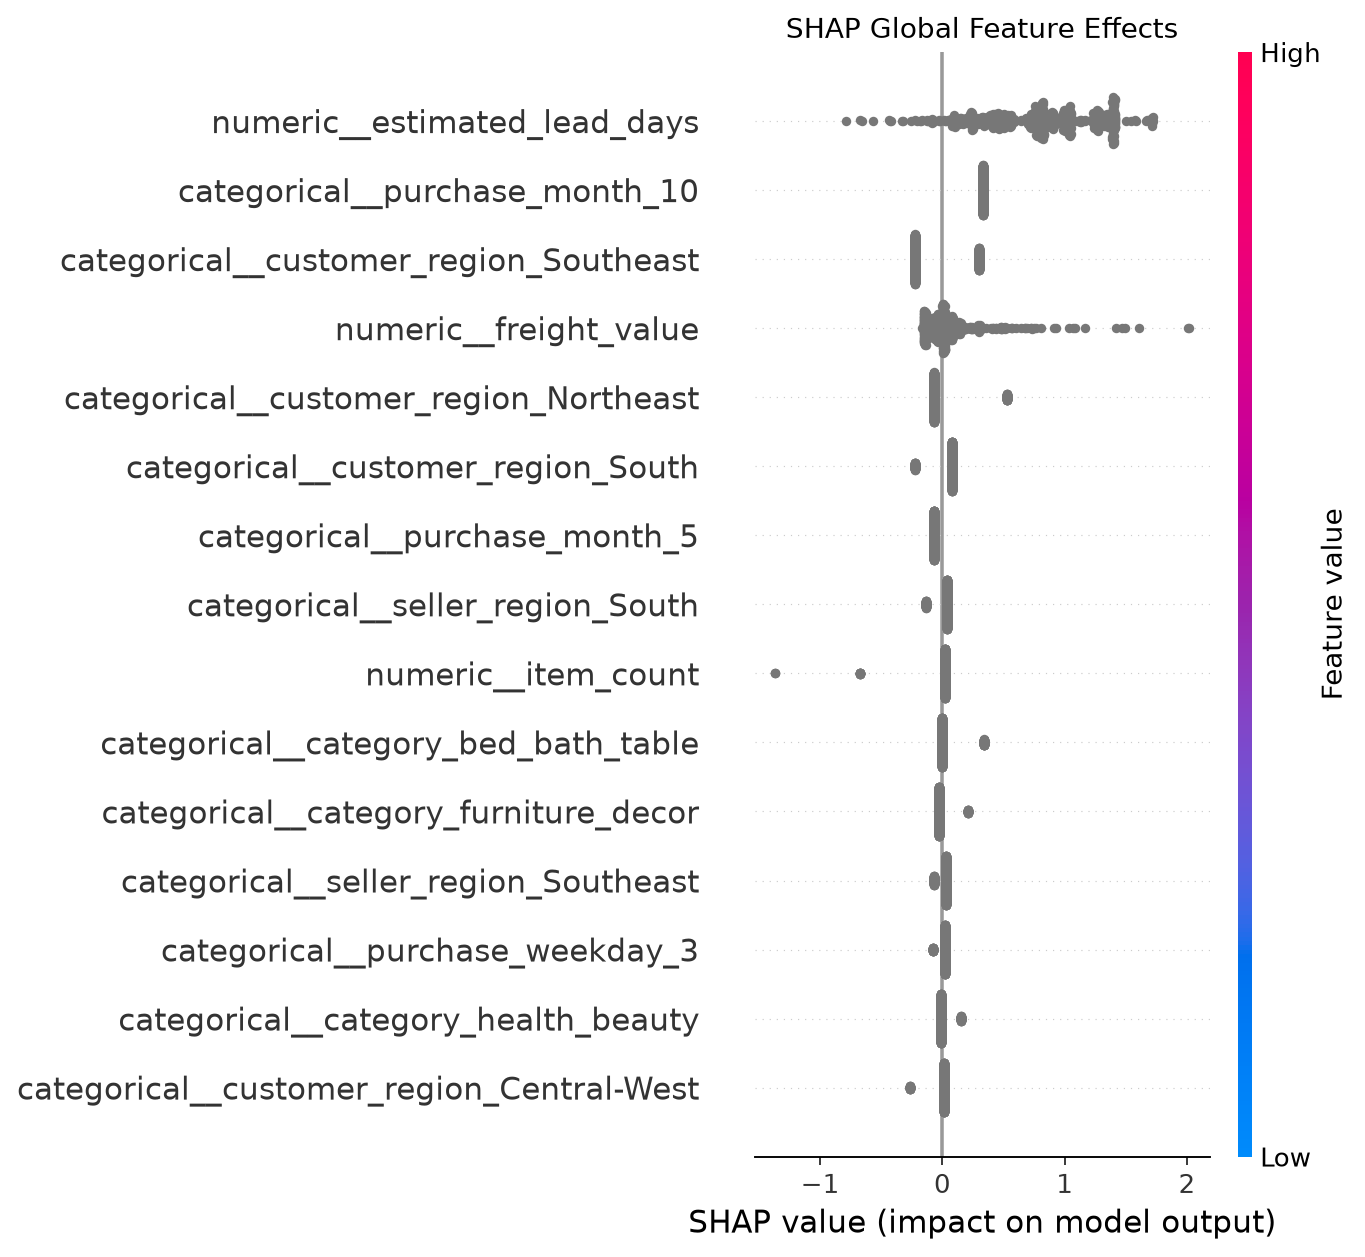 SHAP Global Feature Effects
High
numeric__estimated_lead_days
categorical__purchase_month_10
categorical__customer_region_Southeast
numeric__freight_value
categorical__customer_region_Northeast
categorical__customer_region_South
categorical__purchase_month_5
categorical__seller_region_South
numeric__item_count
categorical__category_bed_bath_table
categorical__category_furniture_decor
categorical__seller_region_Southeast
categorical__purchase_weekday_3
categorical__category_health_beauty
categorical__customer_region_Central-West
Feature value
Low
−1 0 1 2
SHAP value (impact on model output)